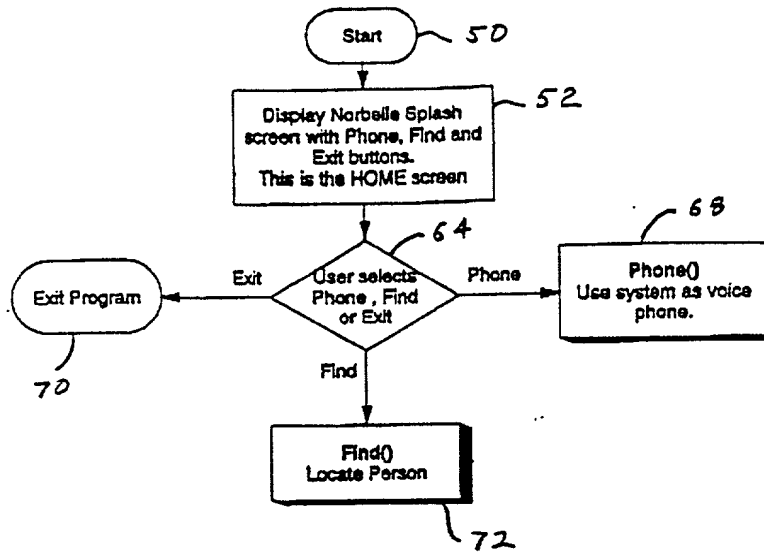 Start
50
Display Norbelle Splash
screen with Phone, Find and
Exit buttons.
This is the HOME screen
52
64
68
Exit
User selects
Phone , Find
or Exit
Phone
Phone()
Use system as voice
phone.
Exit Program
70
Find
Find()
Locate Person
72